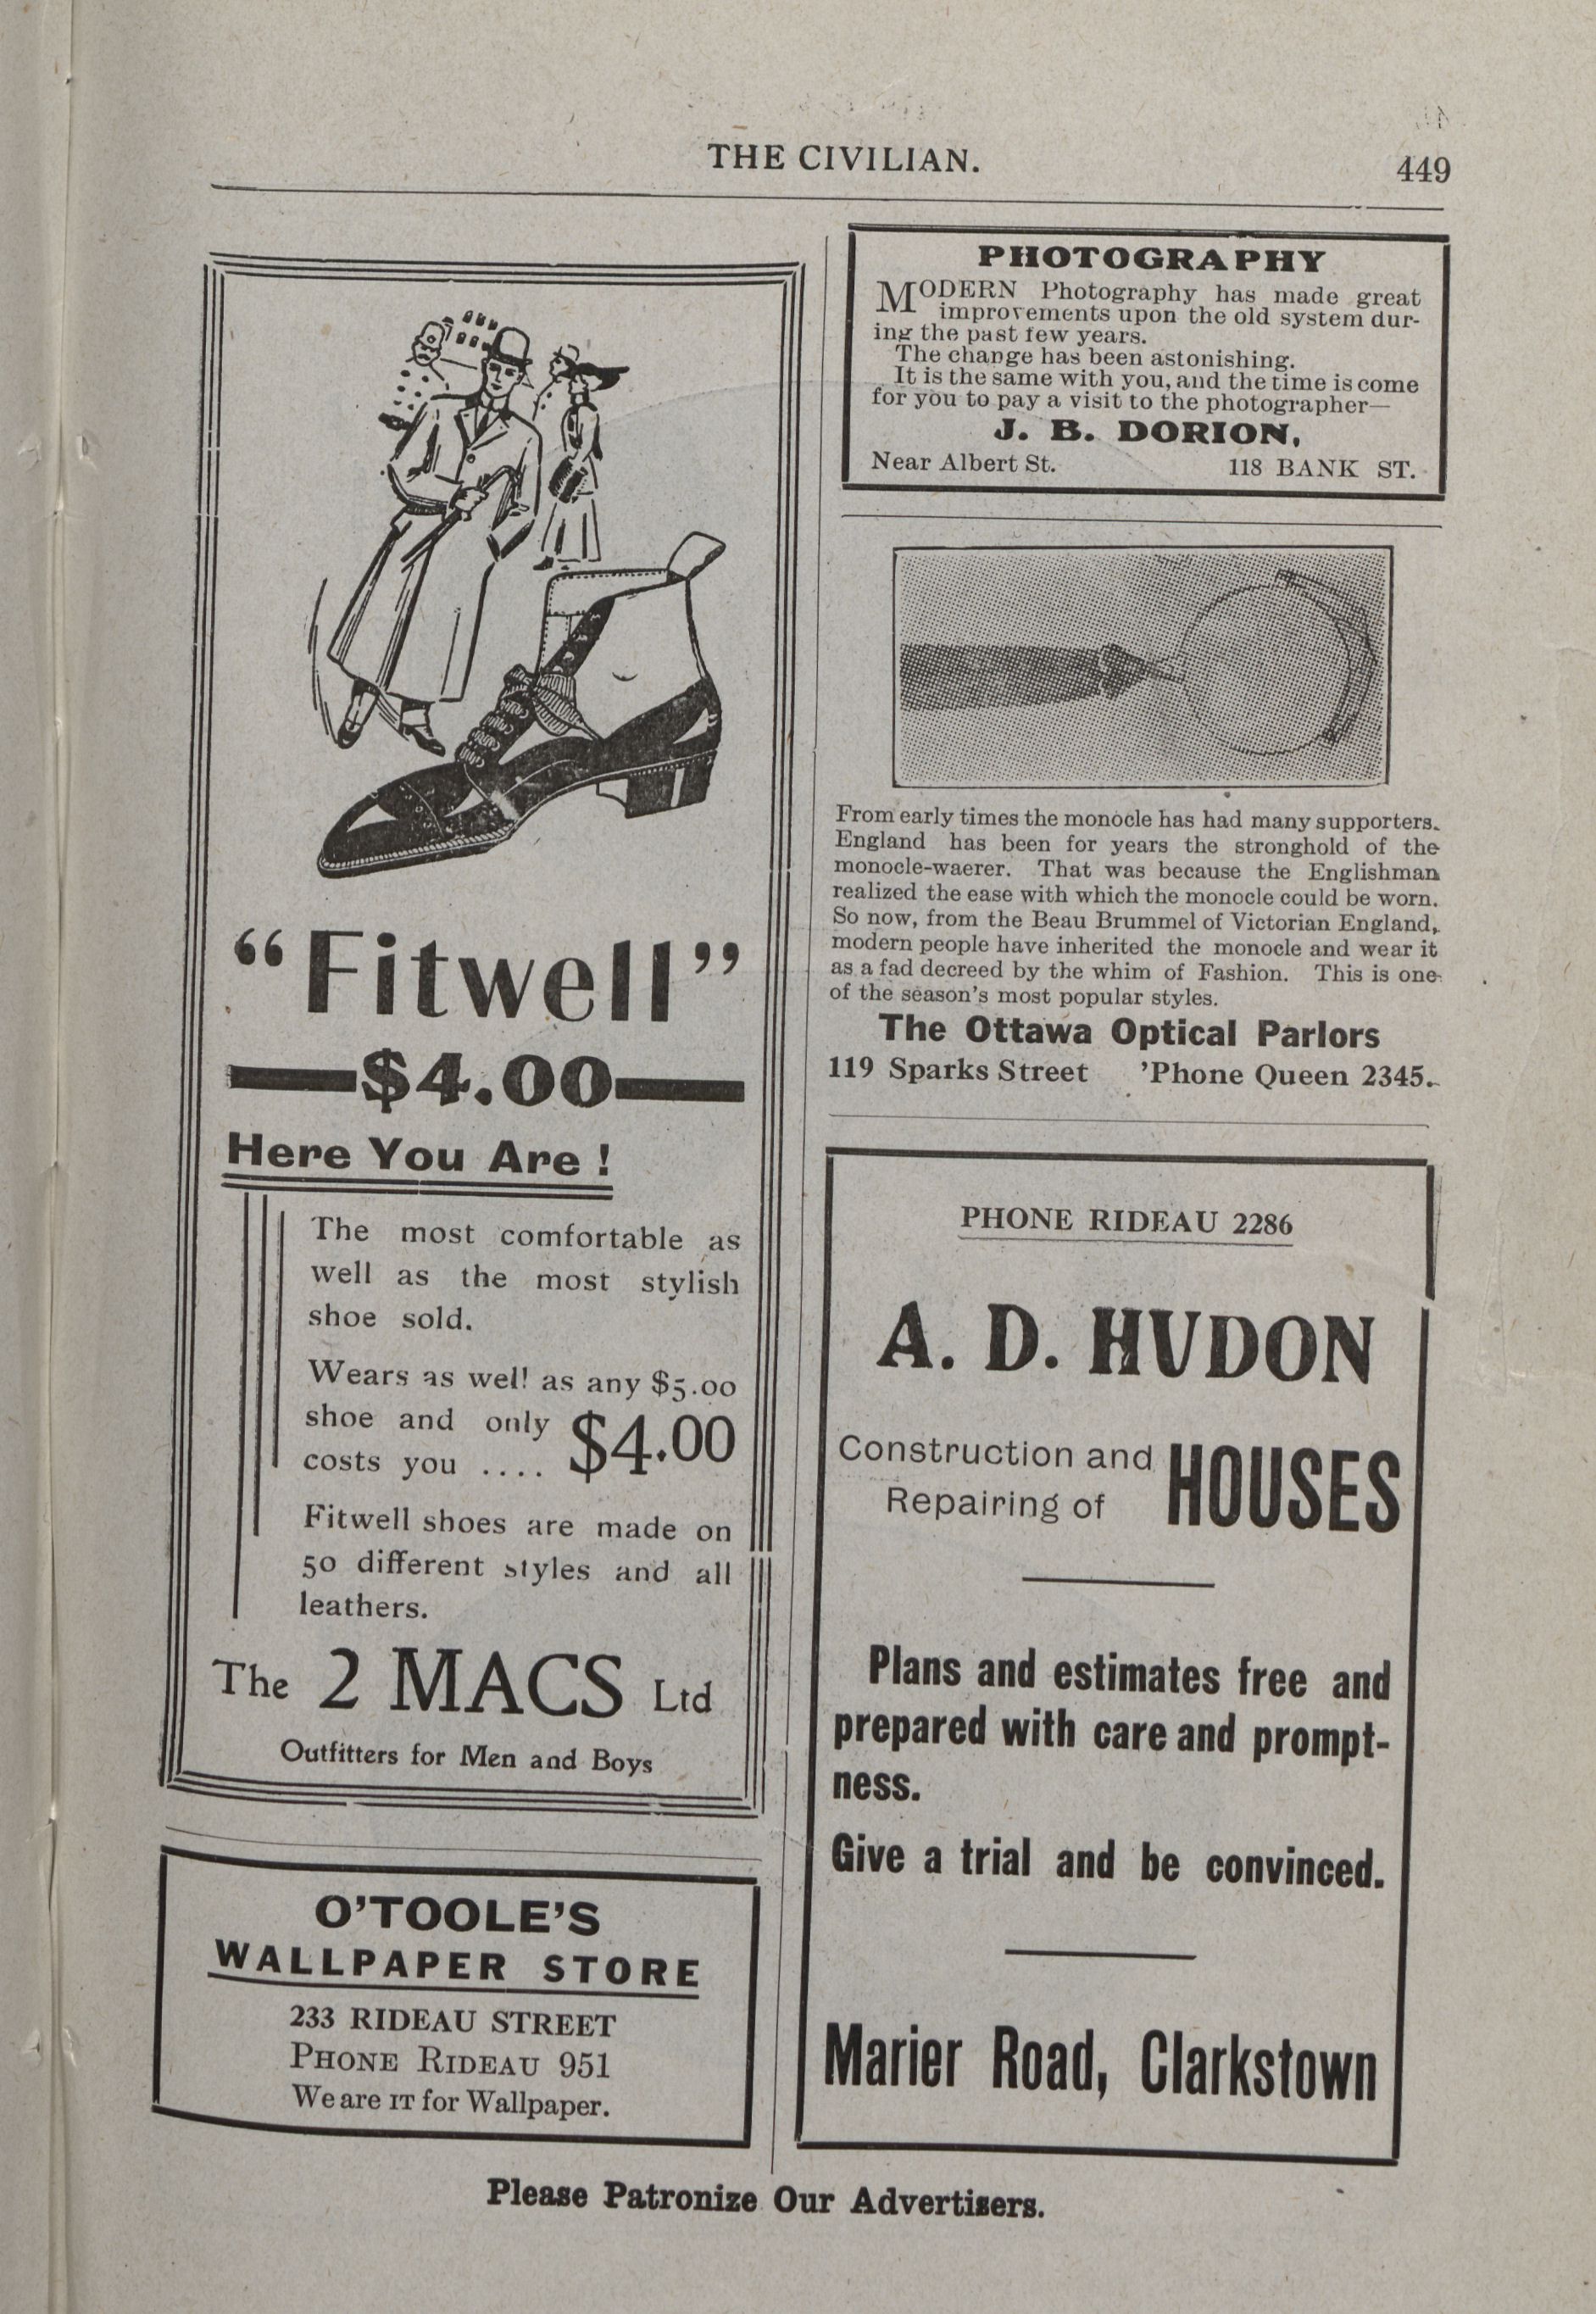 THE CIVILIAN.
449
"Fitwell"
$4.00
Here You Are !
The most comfortable as
well as the most stylish
shoe sold.
Wears as wel! as any $5.00
shoe and only
costs you .... $4.00
Fitwell shoes are made on
50 different styles and all
leathers.
The 2 MACS Ltd
Outfitters for Men and Boys
O'TOOLE'S
WALLPAPER STORE
233 RIDEAU STREET
PHONE RIDEAU 951
We are IT for Wallpaper.
PHOTOGRAPHY
MODERN Photography has made great
improvements upon the old system dur-
ing the past few years.
The change has been astonishing.
It is the same with you, and the time is come
for you to pay a visit to the photographer—
J. B. DORION,
Near Albert St. 118 BANK ST.
From early times the monocle has had many supporters.
England has been for years the stronghold of the
monocle-waerer. That was because the Englishman
realized the ease with which the monocle could be worn.
So now, from the Beau Brummel of Victorian England,
modern people have inherited the monocle and wear it
as a fad decreed by the whim of Fashion. This is one
of the season's most popular styles.
The Ottawa Optical Parlors
119 Sparks Street 'Phone Queen 2345.
PHONE RIDEAU 2286
A. D. HUDON
Construction and
Repairing of HOUSES
Plans and estimates free and
prepared with care and prompt-
ness.
Give a trial and be convinced.
Marier Road, Clarkstown
Please Patronize Our Advertisers.